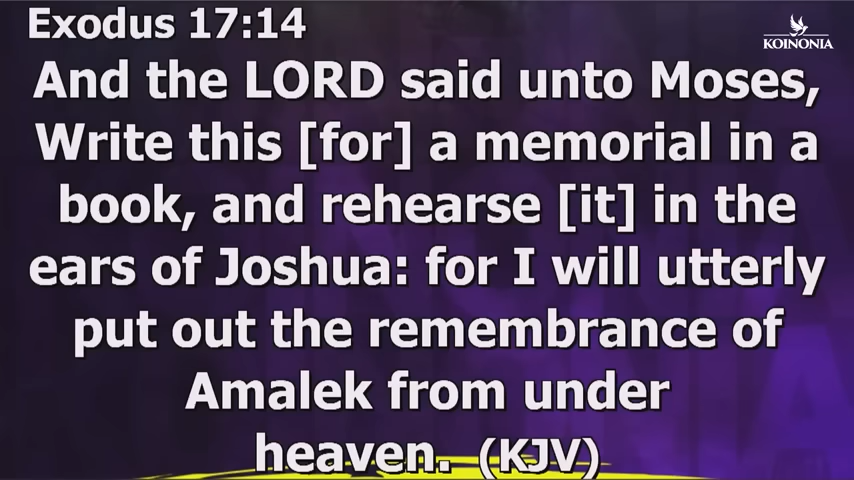 Exodus 17:14
KOINONIA
And the LORD said unto Moses,
Write this [for] a memorial in a
book, and rehearse [it] in the
ears of Joshua: for I will utterly
put out the remembrance of
Amalek from under
heaven. (KJV)